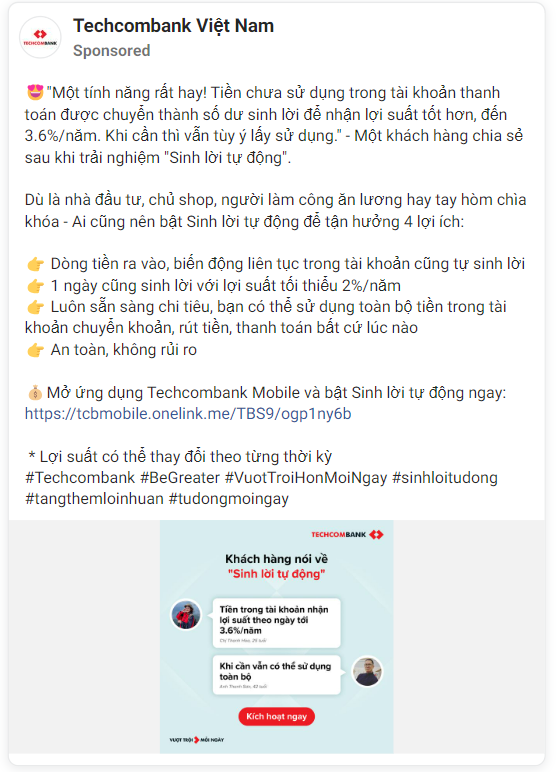 TECHCOMBANK
Techcombank Việt Nam
Sponsored
😍"Một tính năng rất hay! Tiền chưa sử dụng trong tài khoản thanh
toán được chuyển thành số dư sinh lời để nhận lợi suất tốt hơn, đến
3.6%/năm. Khi cần thì vẫn tùy ý lấy sử dụng." - Một khách hàng chia sẻ
sau khi trải nghiệm "Sinh lời tự động".
Dù là nhà đầu tư, chủ shop, người làm công ăn lương hay tay hòm chìa
khóa - Ai cũng nên bật Sinh lời tự động để tận hưởng 4 lợi ích:
👉 Dòng tiền ra vào, biến động liên tục trong tài khoản cũng tự sinh lời
👉 1 ngày cũng sinh lời với lợi suất tối thiểu 2%/năm
👉 Luôn sẵn sàng chi tiêu, bạn có thể sử dụng toàn bộ tiền trong tài
khoản chuyển khoản, rút tiền, thanh toán bất cứ lúc nào
👉 An toàn, không rủi ro
💰 Mở ứng dụng Techcombank Mobile và bật Sinh lời tự động ngay:
https://tcbmobile.onelink.me/TBS9/ogp1ny6b
* Lợi suất có thể thay đổi theo từng thời kỳ
#Techcombank #BeGreater #VuotTroiHonMoiNgay #sinhloitudong
#tangthemloinhuan #tudongmoingay
TECHCOMBANK
Khách hàng nói về
"Sinh lời tự động"
Tiền trong tài khoản nhận
lợi suất theo ngày tới
3.6%/năm
Khi cần vẫn có thể sử dụng
toàn bộ
Kích hoạt ngay
VƯỢT TRỘI MỖI NGÀY